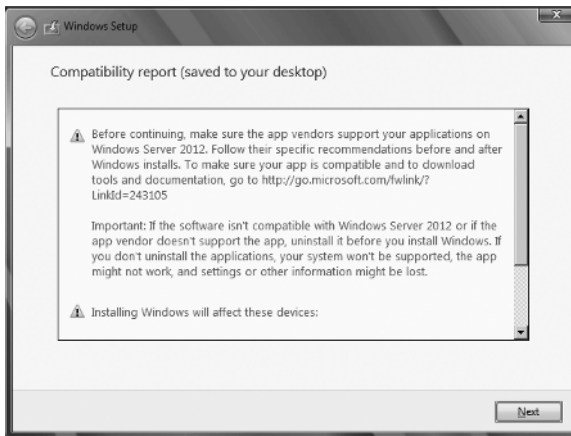 Windows Setup
Compatibility report (saved to your desktop)
Before continuing, make sure the app vendors support your applications on
Windows Server 2012. Follow their specific recommendations before and after
Windows installs. To make sure your app is compatible and to download
tools and documentation, go to http://go.microsoft.com/fwlink/?
LinkId=243105
Important: If the software isn't compatible with Windows Server 2012 or if the
app vendor doesn't support the app, uninstall it before you install Windows. If
you don't uninstall the applications, your system won't be supported, the app
might not work, and settings or other information might be lost.
Installing Windows will affect these devices:
Next